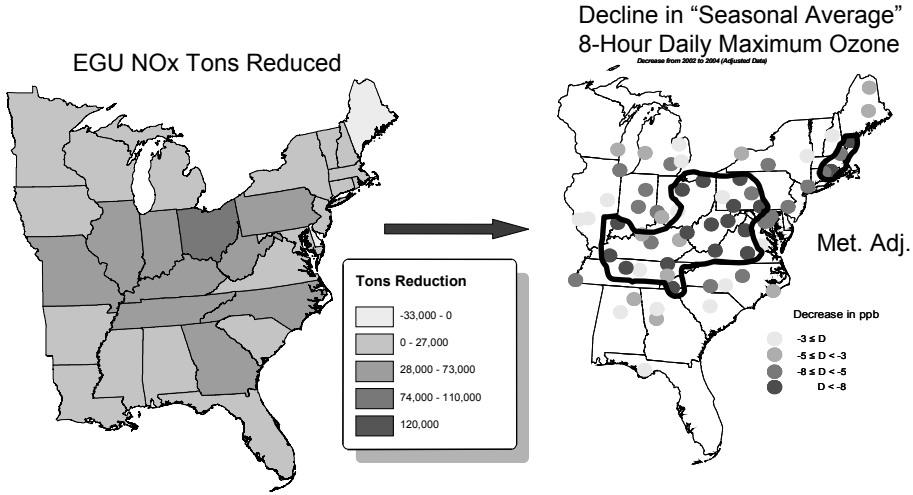 EGU NOx Tons Reduced
Decline in “Seasonal Average”
8-Hour Daily Maximum Ozone
Decrease from 2002 to 2004 (Adjusted Data)
Tons Reduction
-33,000 - 0
0 - 27,000
28,000 - 73,000
74,000 - 110,000
120,000
Met. Adj.
Decrease in ppb
-3 ≤ D
-5 ≤ D < -3
-8 ≤ D < -5
D < -8